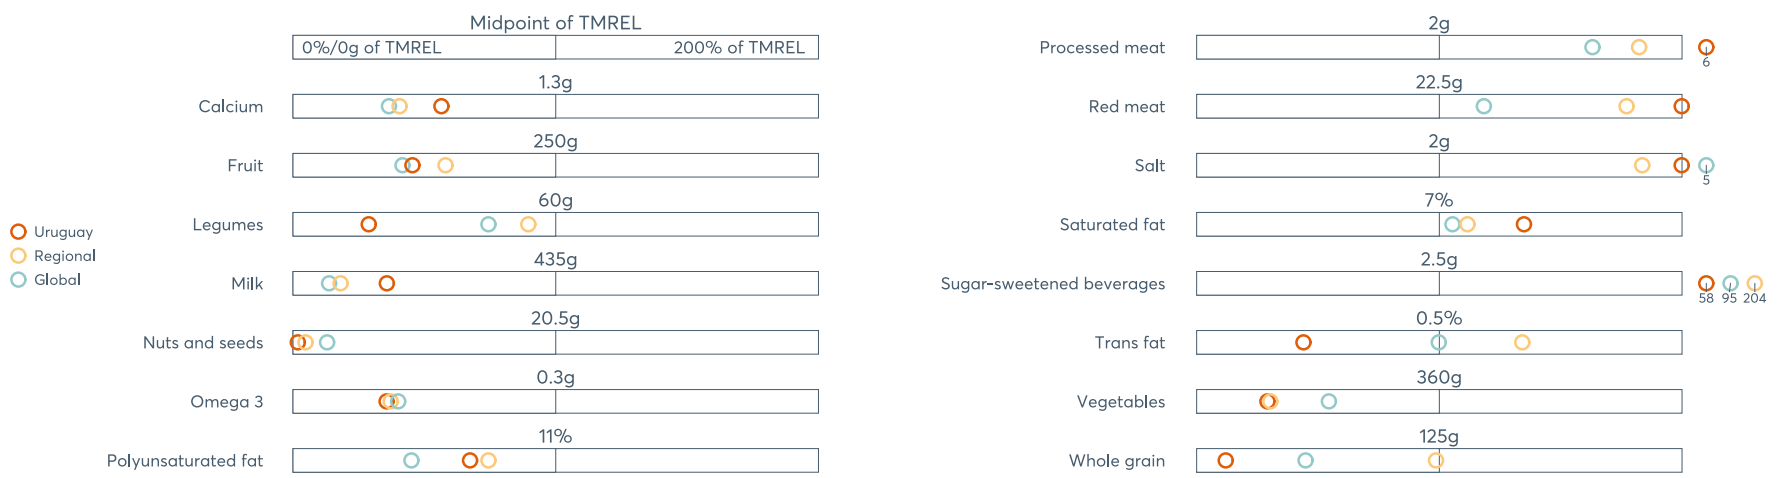 Midpoint of TMREL
0%/0g of TMREL 200% of TMREL
1.3g
Calcium
250g
Fruit
60g
Legumes
435g
Milk
20.5g
Nuts and seeds
0.3g
Omega 3
11%
Polyunsaturated fat
Uruguay
Regional
Global
2g
Processed meat
6
22.5g
Red meat
2g
Salt
5
7%
Saturated fat
2.5g
Sugar-sweetened beverages
58 95 204
0.5%
Trans fat
360g
Vegetables
125g
Whole grain